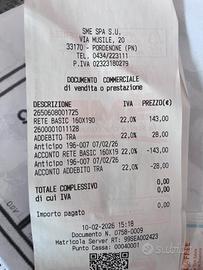 SME SPA S.U.
VIA MUSILE, 20
33170 - PORDENONE (PN)
Tel. 0434/223111
P.IVA 02323180279
DOCUMENTO COMMERCIALE
di vendita o prestazione
DESCRIZIONE IVA PREZZO(€)
2650608001725
RETE BASIC 160X190 22,0% 143,00
2600001011128
ADDEBITO TRA 22,0% 28,00
Anticipo 196-007 07/02/26
ACCONTO RETE BASIC 160X19 22,0% -143,00
Anticipo 196-007 07/02/26
ACCONTO ADDEBITO TRA 22,0% -28,00
TOTALE COMPLESSIVO 0,00
di cui IVA 0,00
Importo pagato 0,00
10-02-2026 15:18
Documento N. 0758-0009
Matricola Server RT: 99SEA002423
Punto Cassa: 00040001
subito